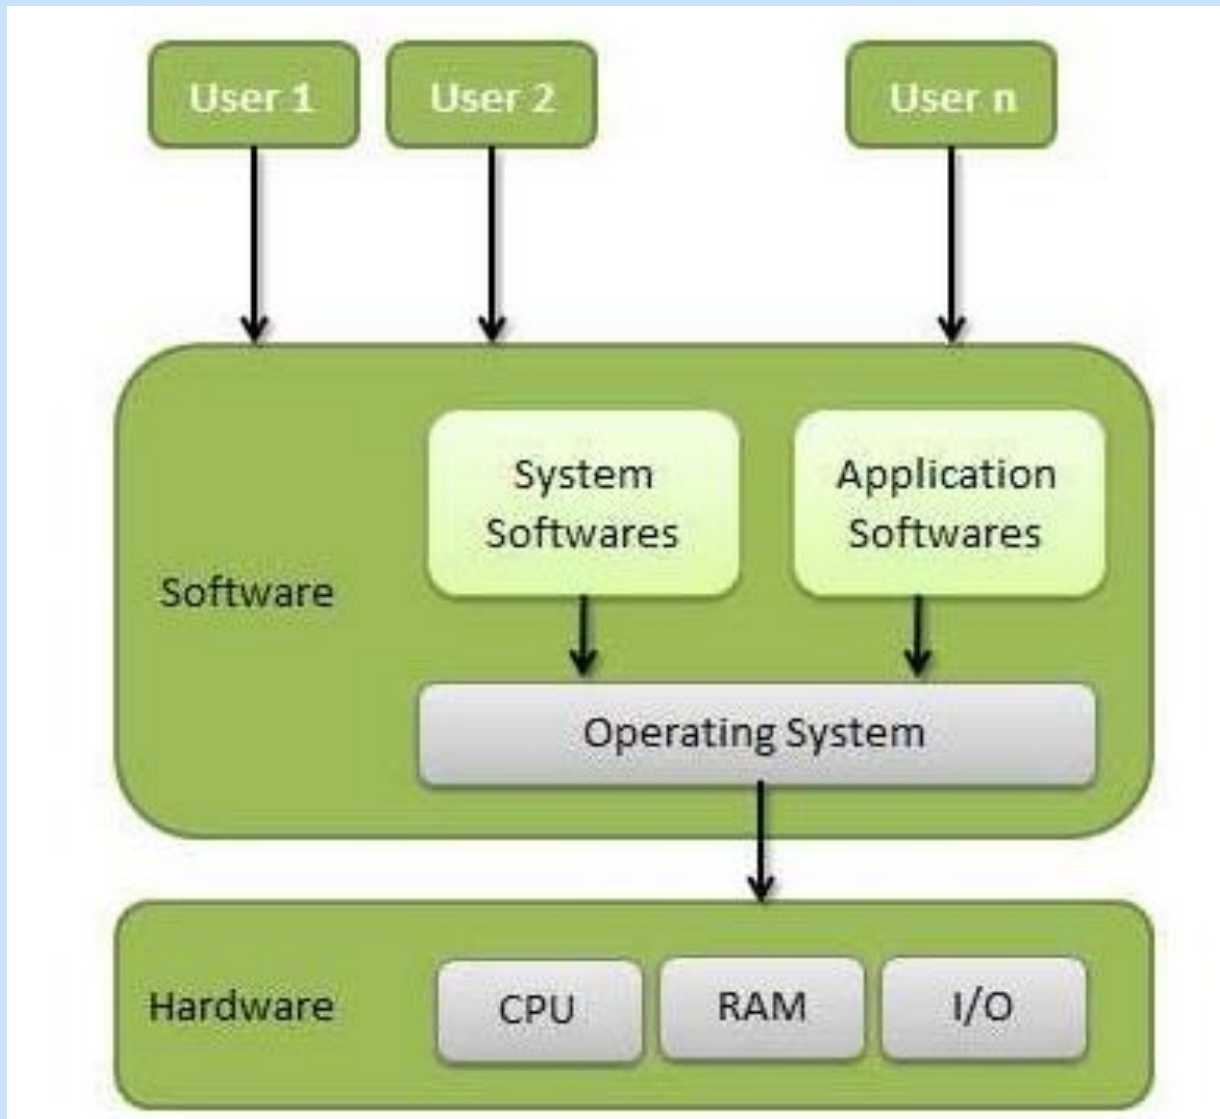 User 1
User 2
User n
System
Softwares
Application
Softwares
Software
Operating System
Hardware
CPU
RAM
I/O